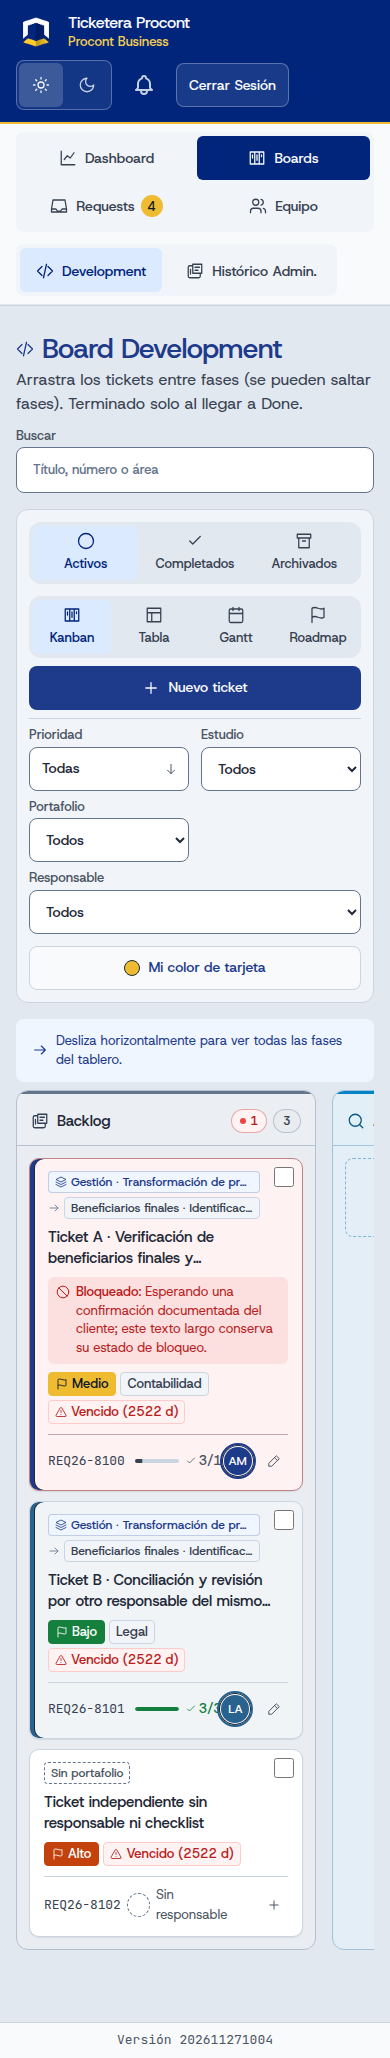 Ticketera Procont
Procont Business
Cerrar Sesión
Dashboard
Boards
Requests 4
Equipo
Development
Histórico Admin.
Board Development
Arrastra los tickets entre fases (se pueden saltar
fases). Terminado solo al llegar a Done.
Buscar
Título, número o área
Activos
Completados
Archivados
Kanban
Tabla
Gantt
Roadmap
Nuevo ticket
Prioridad
Estudio
Todas
Todos
Portafolio
Todos
Responsable
Todos
Mi color de tarjeta
Desliza horizontalmente para ver todas las fases
del tablero.
Backlog
1
3
Gestión · Transformación de pr…
Beneficiarios finales · Identificac…
Ticket A · Verificación de
beneficiarios finales y…
Bloqueado: Esperando una
confirmación documentada del
cliente; este texto largo conserva
su estado de bloqueo.
Medio
Contabilidad
Vencido (2522 d)
REQ26-8100
AM
Gestión · Transformación de pr…
Beneficiarios finales · Identificac…
Ticket B · Conciliación y revisión
por otro responsable del mismo…
Bajo
Legal
Vencido (2522 d)
REQ26-8101
LA
Sin portafolio
Ticket independiente sin
responsable ni checklist
Alto
Vencido (2522 d)
REQ26-8102
Sin
responsable
Versión 202611271004